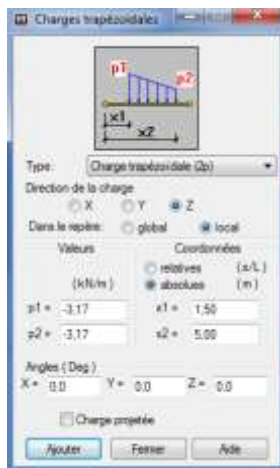 Charges trapézoïdales
p1
p2
x1
x2
Type: Charge trapézoïdale (2p)
Direction de la charge
X Y Z
Dans le repère: global local
Valeurs Coordonnées
relatives (x/L)
(kN/m) absolues (m)
p1 = -3,17 x1 = 1,50
p2 = -3,17 x2 = 5,00
Angles (Deg)
X = 0,0 Y = 0,0 Z = 0,0
Charge projetée
Ajouter Fermer Aide